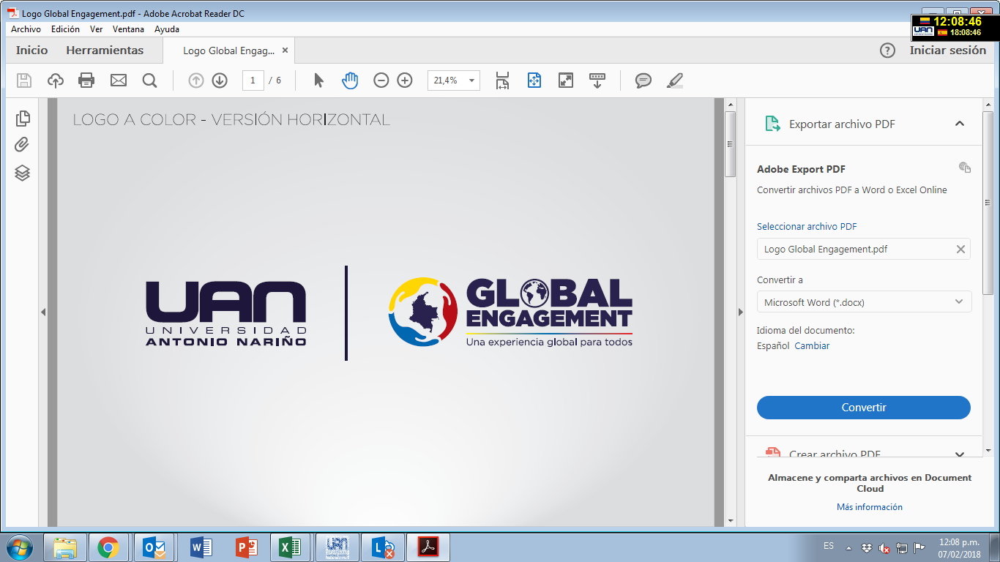 Logo Global Engagement.pdf - Adobe Acrobat Reader DC
12:08:46
UAN
18:08:46
Archivo Edición Ver Ventana Ayuda
Inicio Herramientas Logo Global Engag... ×
? Iniciar sesión
1 / 6 21,4%
LOGO A COLOR - VERSIÓN HORIZONTAL
UAN
UNIVERSIDAD
ANTONIO NARIÑO
GLOBAL
ENGAGEMENT
Una experiencia global para todos
Exportar archivo PDF
Adobe Export PDF
Convertir archivos PDF a Word o Excel Online
Seleccionar archivo PDF
Logo Global Engagement.pdf
Convertir a
Microsoft Word (*.docx)
Idioma del documento:
Español Cambiar
Convertir
Crear archivo PDF
Almacene y comparta archivos en Document
Cloud
Más información
UAN
ES
12:08 p.m.
07/02/2018